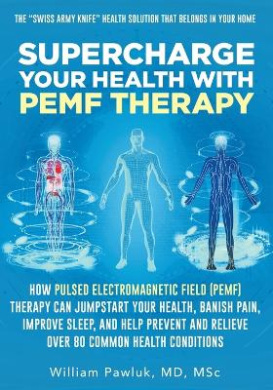 THE "SWISS ARMY KNIFE" HEALTH SOLUTION THAT BELONGS IN YOUR HOME
SUPERCHARGE
YOUR HEALTH WITH
PEMF THERAPY
HOW PULSED ELECTROMAGNETIC FIELD (PEMF)
THERAPY CAN JUMPSTART YOUR HEALTH, BANISH PAIN,
IMPROVE SLEEP, AND HELP PREVENT AND RELIEVE
OVER 80 COMMON HEALTH CONDITIONS
William Pawluk, MD, MSc